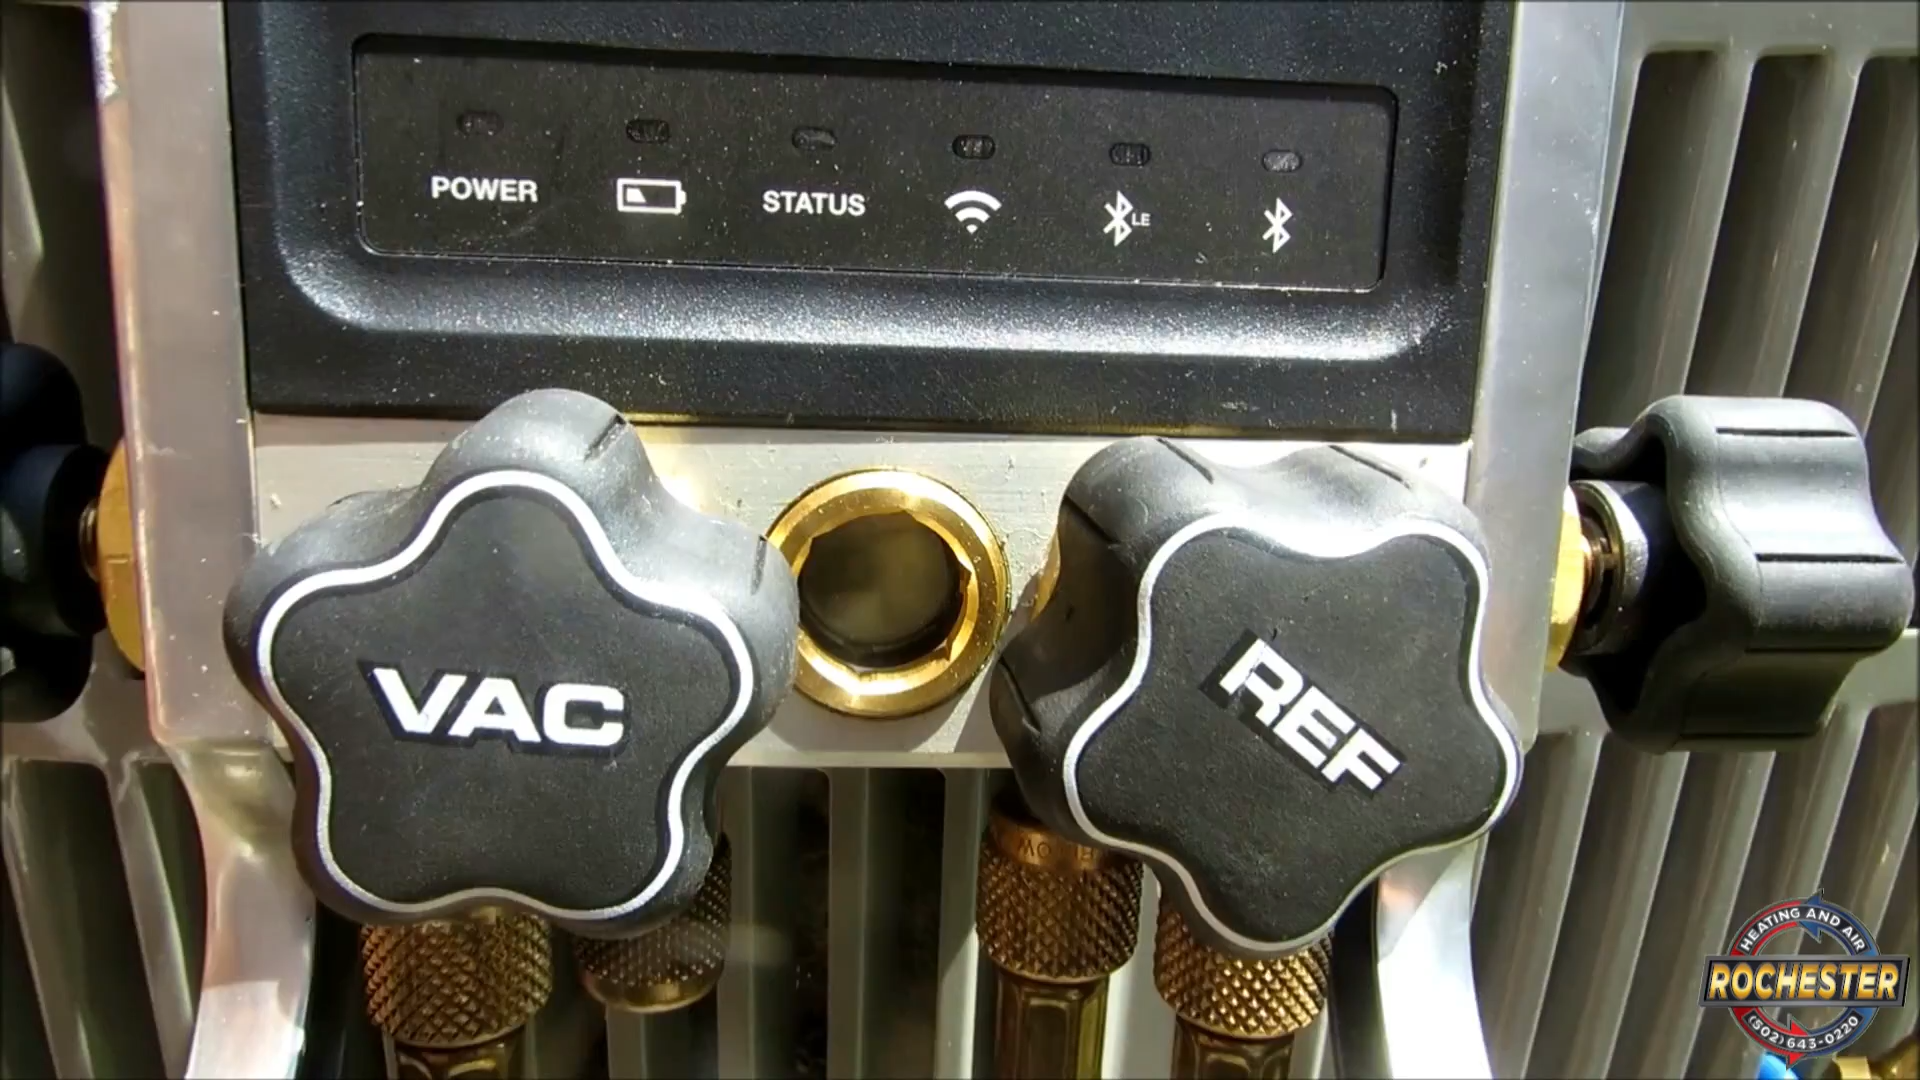 POWER
STATUS
LE
VAC
REF
HEATING AND AIR
ROCHESTER
(502) 643-0220